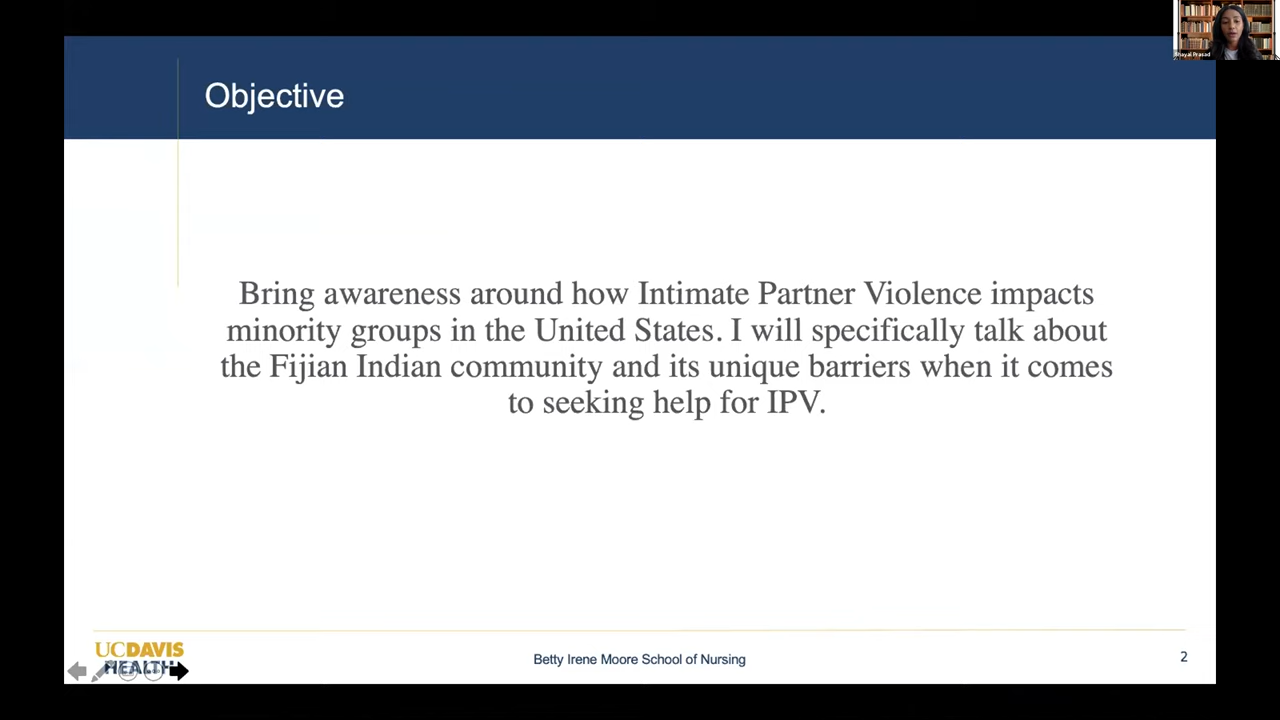 Objective
Bring awareness around how Intimate Partner Violence impacts
minority groups in the United States. I will specifically talk about
the Fijian Indian community and its unique barriers when it comes
to seeking help for IPV.
UCDAVIS
HEALTH
Betty Irene Moore School of Nursing
2
Prasad